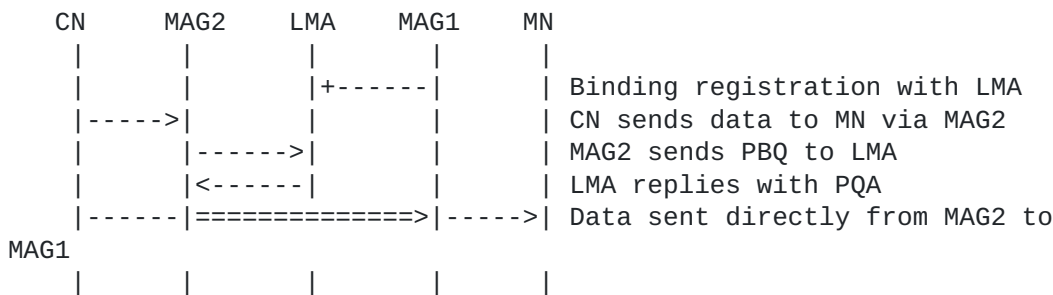 CN      MAG2     LMA     MAG1     MN
     |       |        |        |       |
     |       |        |+------|       | Binding registration with LMA
     |----->|        |        |       | CN sends data to MN via MAG2
     |       |------>|        |       | MAG2 sends PBQ to LMA
     |       |<------|        |       | LMA replies with PQA
     |------|==============>|----->| Data sent directly from MAG2 to
MAG1
     |       |        |        |       |